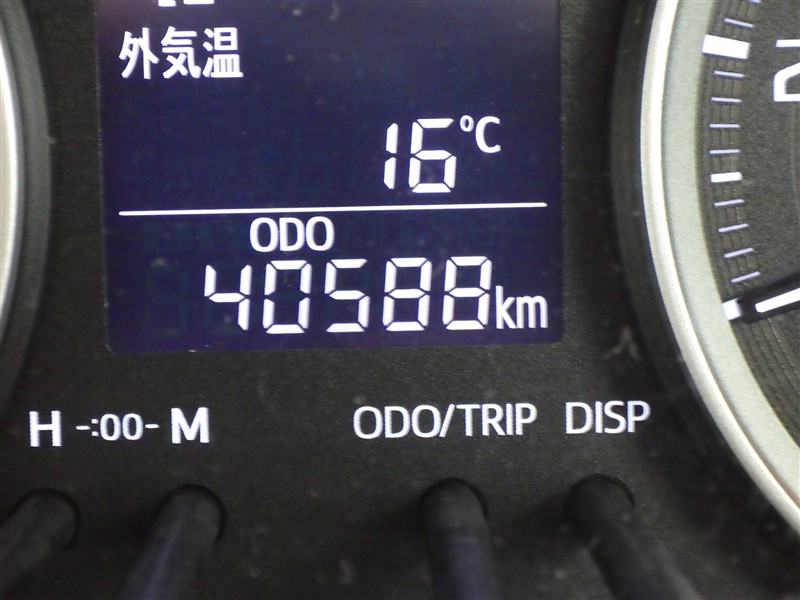 外気温
16℃
ODO
40588km
H -:00- M ODO/TRIP DISP